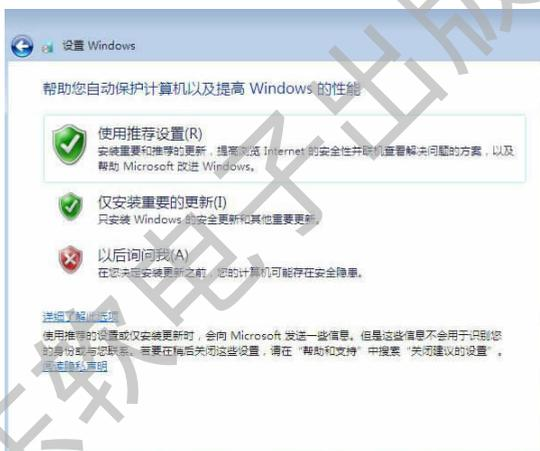 设置 Windows
帮助您自动保护计算机以及提高 Windows 的性能
使用推荐设置(R)
安装重要和推荐的更新，提高浏览 Internet 的安全性并联机查看解决问题的方案，以及
帮助 Microsoft 改进 Windows。
仅安装重要的更新(I)
只安装 Windows 的安全更新和其他重要更新。
以后询问我(A)
在您决定安装更新之前，您的计算机可能存在安全隐患。
详细了解此选项
使用推荐的设置或仅安装更新时，会向 Microsoft 发送一些信息。但是这些信息不会用于识别您
的身份或与您联系。若要在稍后关闭这些设置，请在“帮助和支持”中搜索“关闭建议的设置”。
阅读隐私声明
软电子出版